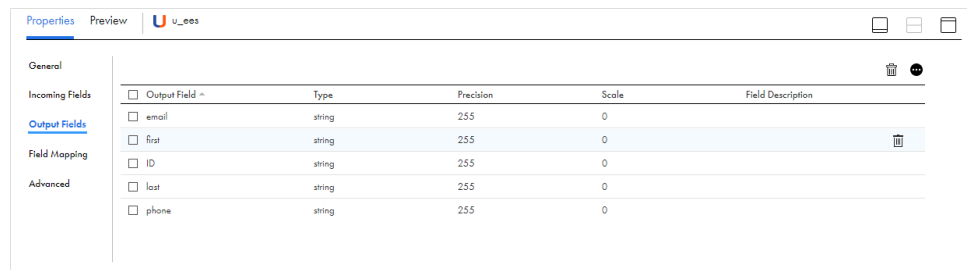 Properties Preview u_ees
General
Incoming Fields
Output Fields
Field Mapping
Advanced
Output Field Type Precision Scale Field Description
email string 255 0
first string 255 0
ID string 255 0
last string 255 0
phone string 255 0